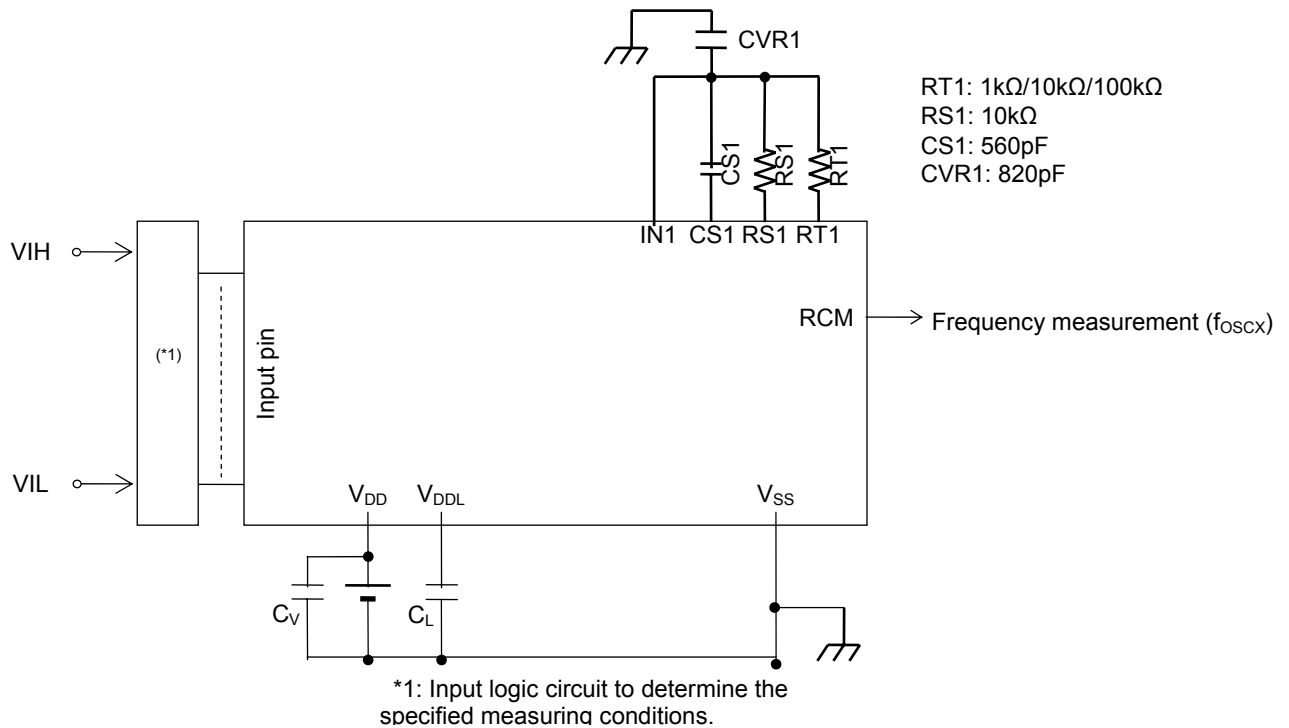 CVR1
RT1: 1kΩ/10kΩ/100kΩ
RS1: 10kΩ
CS1: 560pF
CVR1: 820pF
CS1
RS1
RT1
IN1 CS1 RS1 RT1
VIH
RCM
Frequency measurement (fOSCX)
(*1)
Input pin
VIL
VDD VDDL VSS
CV CL
*1: Input logic circuit to determine the
specified measuring conditions.